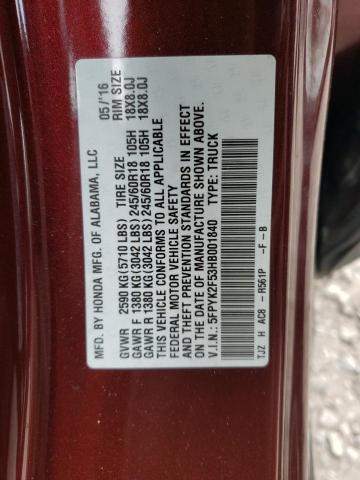 MFD. BY HONDA MFG. OF ALABAMA, LLC 05/'16
TIRE SIZE RIM SIZE
GVWR 2590 KG(5710 LBS)
GAWR F 1380 KG(3042 LBS) 245/60R18 105H 18X8.0J
GAWR R 1380 KG(3042 LBS) 245/60R18 105H 18X8.0J
THIS VEHICLE CONFORMS TO ALL APPLICABLE
FEDERAL MOTOR VEHICLE SAFETY
AND THEFT PREVENTION STANDARDS IN EFFECT
ON THE DATE OF MANUFACTURE SHOWN ABOVE.
V.I.N.: 5FPYK2F53HB001840 TYPE: TRUCK
TJZ H AC8 - R561P -F -B